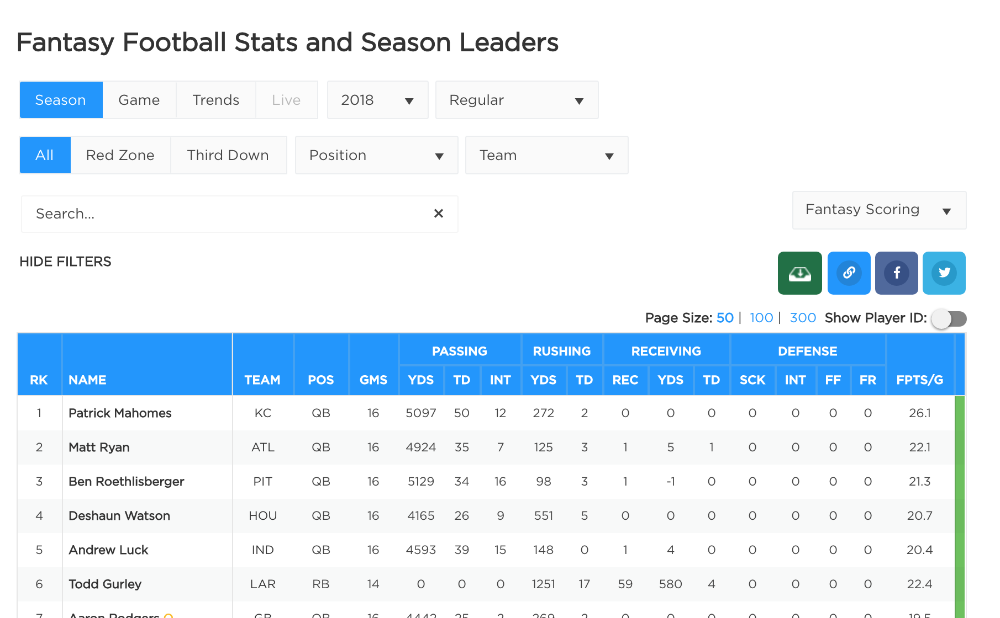 Fantasy Football Stats and Season Leaders
Season Game Trends Live 2018 Regular
All Red Zone Third Down Position Team
Search...
Fantasy Scoring
HIDE FILTERS
Page Size: 50 | 100 | 300 Show Player ID:
PASSING RUSHING RECEIVING DEFENSE
RK NAME TEAM POS GMS YDS TD INT YDS TD REC YDS TD SCK INT FF FR FPTS/G
1 Patrick Mahomes KC QB 16 5097 50 12 272 2 0 0 0 0 0 0 0 26.1
2 Matt Ryan ATL QB 16 4924 35 7 125 3 1 5 1 0 0 0 0 22.1
3 Ben Roethlisberger PIT QB 16 5129 34 16 98 3 1 -1 0 0 0 0 0 21.3
4 Deshaun Watson HOU QB 16 4165 26 9 551 5 0 0 0 0 0 0 0 20.7
5 Andrew Luck IND QB 16 4593 39 15 148 0 1 4 0 0 0 0 0 20.4
6 Todd Gurley LAR RB 14 0 0 0 1251 17 59 580 4 0 0 0 0 22.4
7 Aaron Rodgers GB QB 16 4442 25 2 269 2 0 0 0 0 0 0 0 19.5